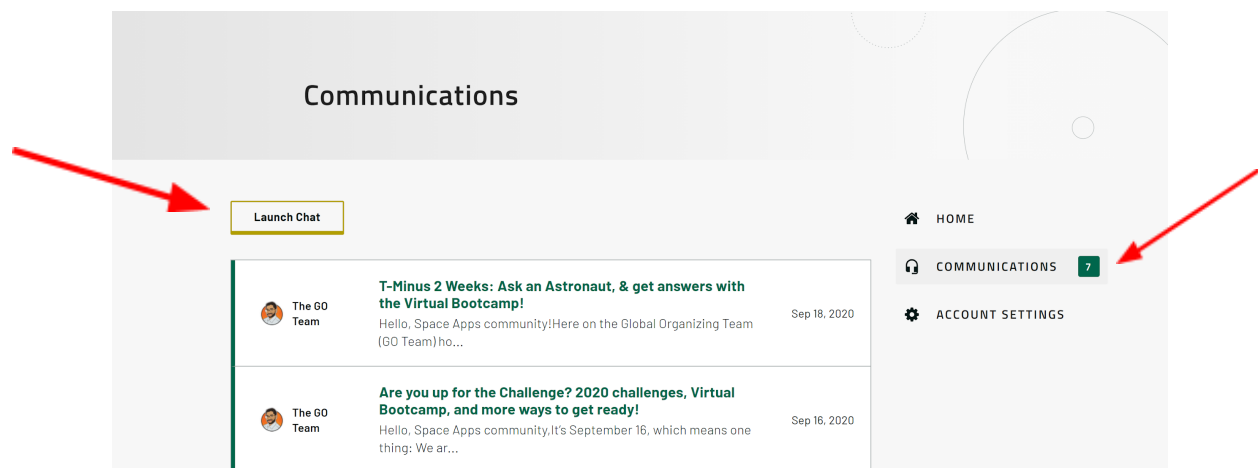 Communications
Launch Chat
HOME
COMMUNICATIONS 7
ACCOUNT SETTINGS
The GO
Team
T-Minus 2 Weeks: Ask an Astronaut, & get answers with
the Virtual Bootcamp!
Hello, Space Apps community!Here on the Global Organizing Team
(GO Team) ho...
Sep 18, 2020
The GO
Team
Are you up for the Challenge? 2020 challenges, Virtual
Bootcamp, and more ways to get ready!
Hello, Space Apps community,It's September 16, which means one
thing: We ar...
Sep 16, 2020